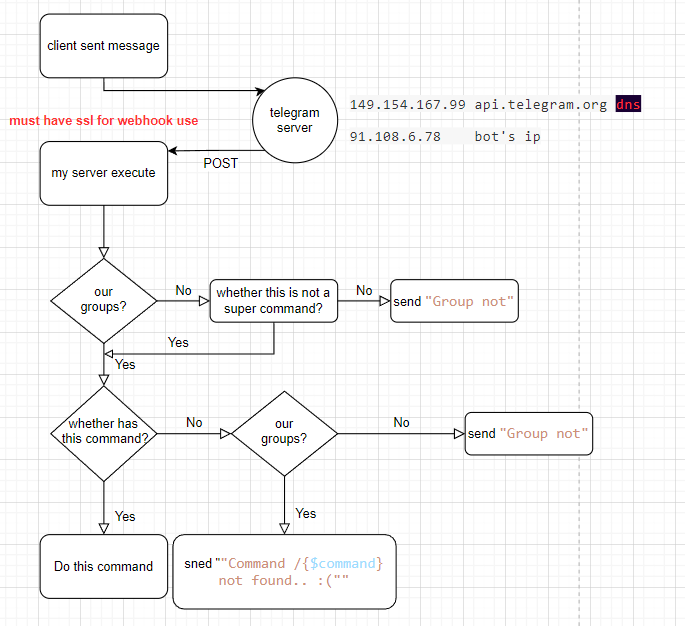 client sent message
telegram
server
149.154.167.99 api.telegram.org dns
must have ssl for webhook use
91.108.6.78 bot's ip
POST
my server execute
our
groups?
No
whether this is not a
super command?
No
send "Group not"
Yes
Yes
whether has
this command?
No
our
groups?
No
send "Group not"
Yes
Yes
Do this command
sned ""Command /{$command}
not found.. :(""